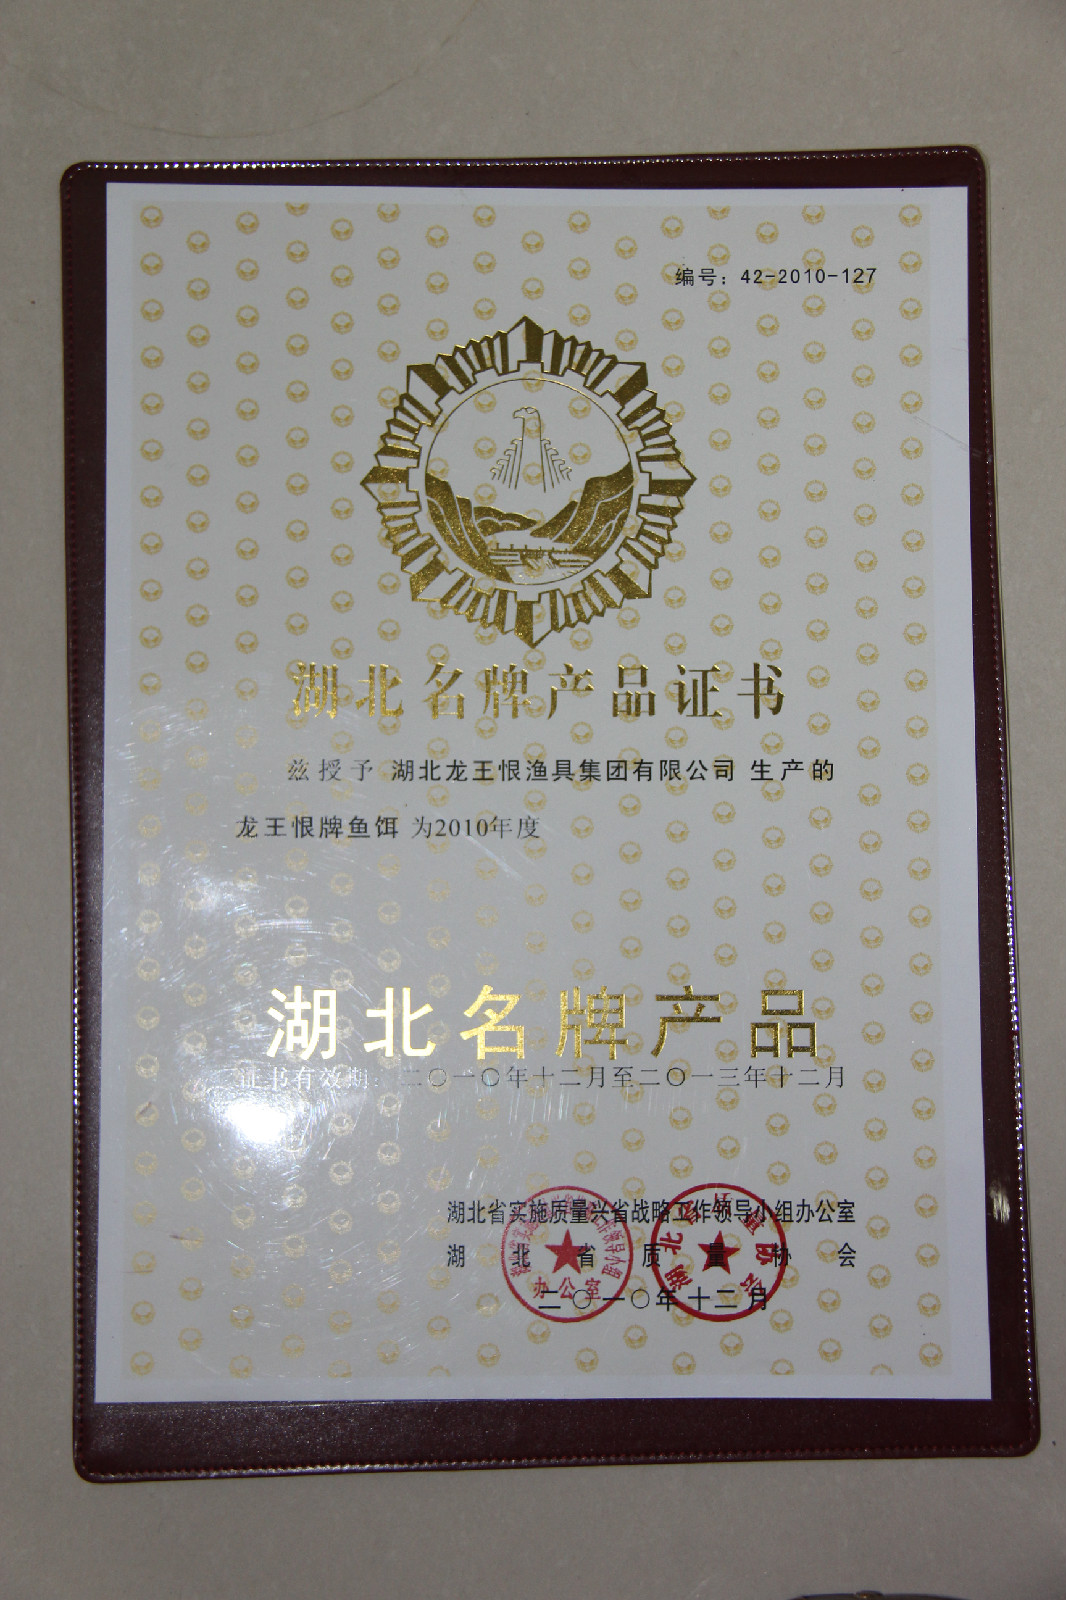 编号：42-2010-127
湖北名牌产品证书
兹授予 湖北龙王恨渔具集团有限公司 生产的
龙王恨牌鱼饵 为2010年度
湖北名牌产品
证书有效期：二〇一〇年十二月至二〇一三年十二月
湖北省实施质量兴省战略工作领导小组办公室
湖北省质量协会
二〇一〇年十二月
办公室